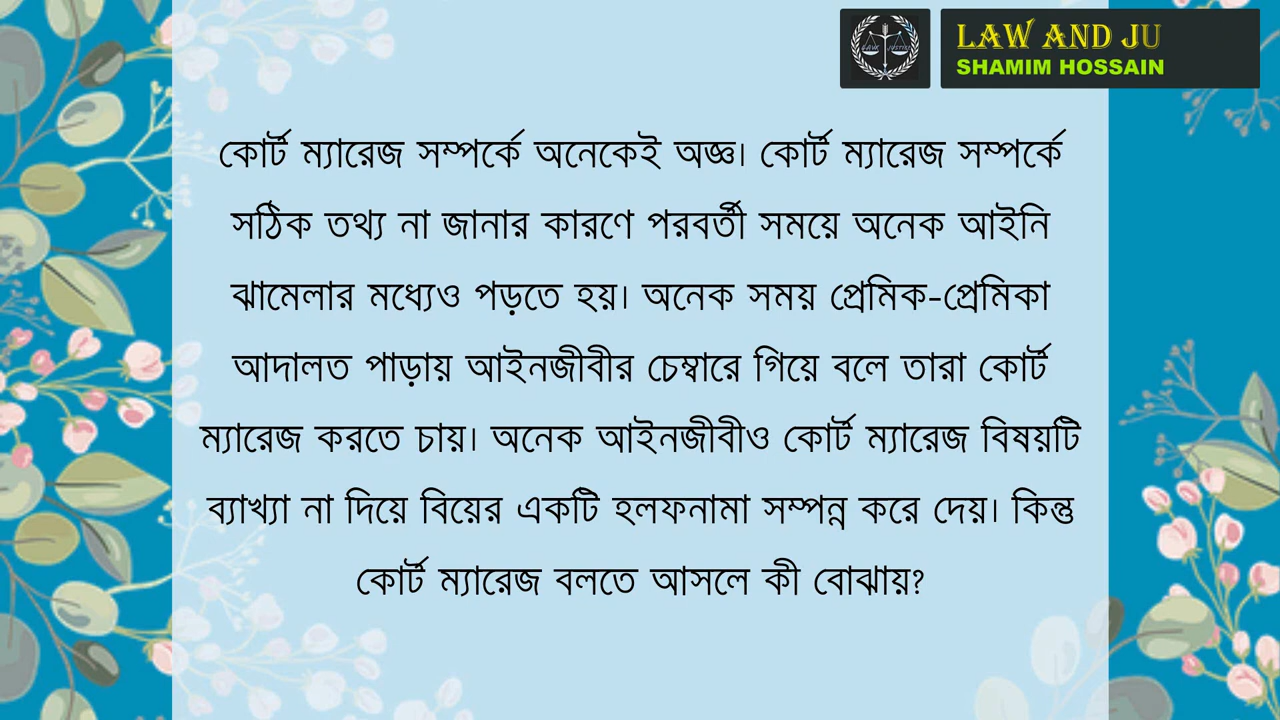 LAW AND JU
SHAMIM HOSSAIN
কোর্ট ম্যারেজ সম্পর্কে অনেকেই অজ্ঞ। কোর্ট ম্যারেজ সম্পর্কে
সঠিক তথ্য না জানার কারণে পরবর্তী সময়ে অনেক আইনি
ঝামেলার মধ্যেও পড়তে হয়। অনেক সময় প্রেমিক-প্রেমিকা
আদালত পাড়ায় আইনজীবীর চেম্বারে গিয়ে বলে তারা কোর্ট
ম্যারেজ করতে চায়। অনেক আইনজীবীও কোর্ট ম্যারেজ বিষয়টি
ব্যাখ্যা না দিয়ে বিয়ের একটি হলফনামা সম্পন্ন করে দেয়। কিন্তু
কোর্ট ম্যারেজ বলতে আসলে কী বোঝায়?